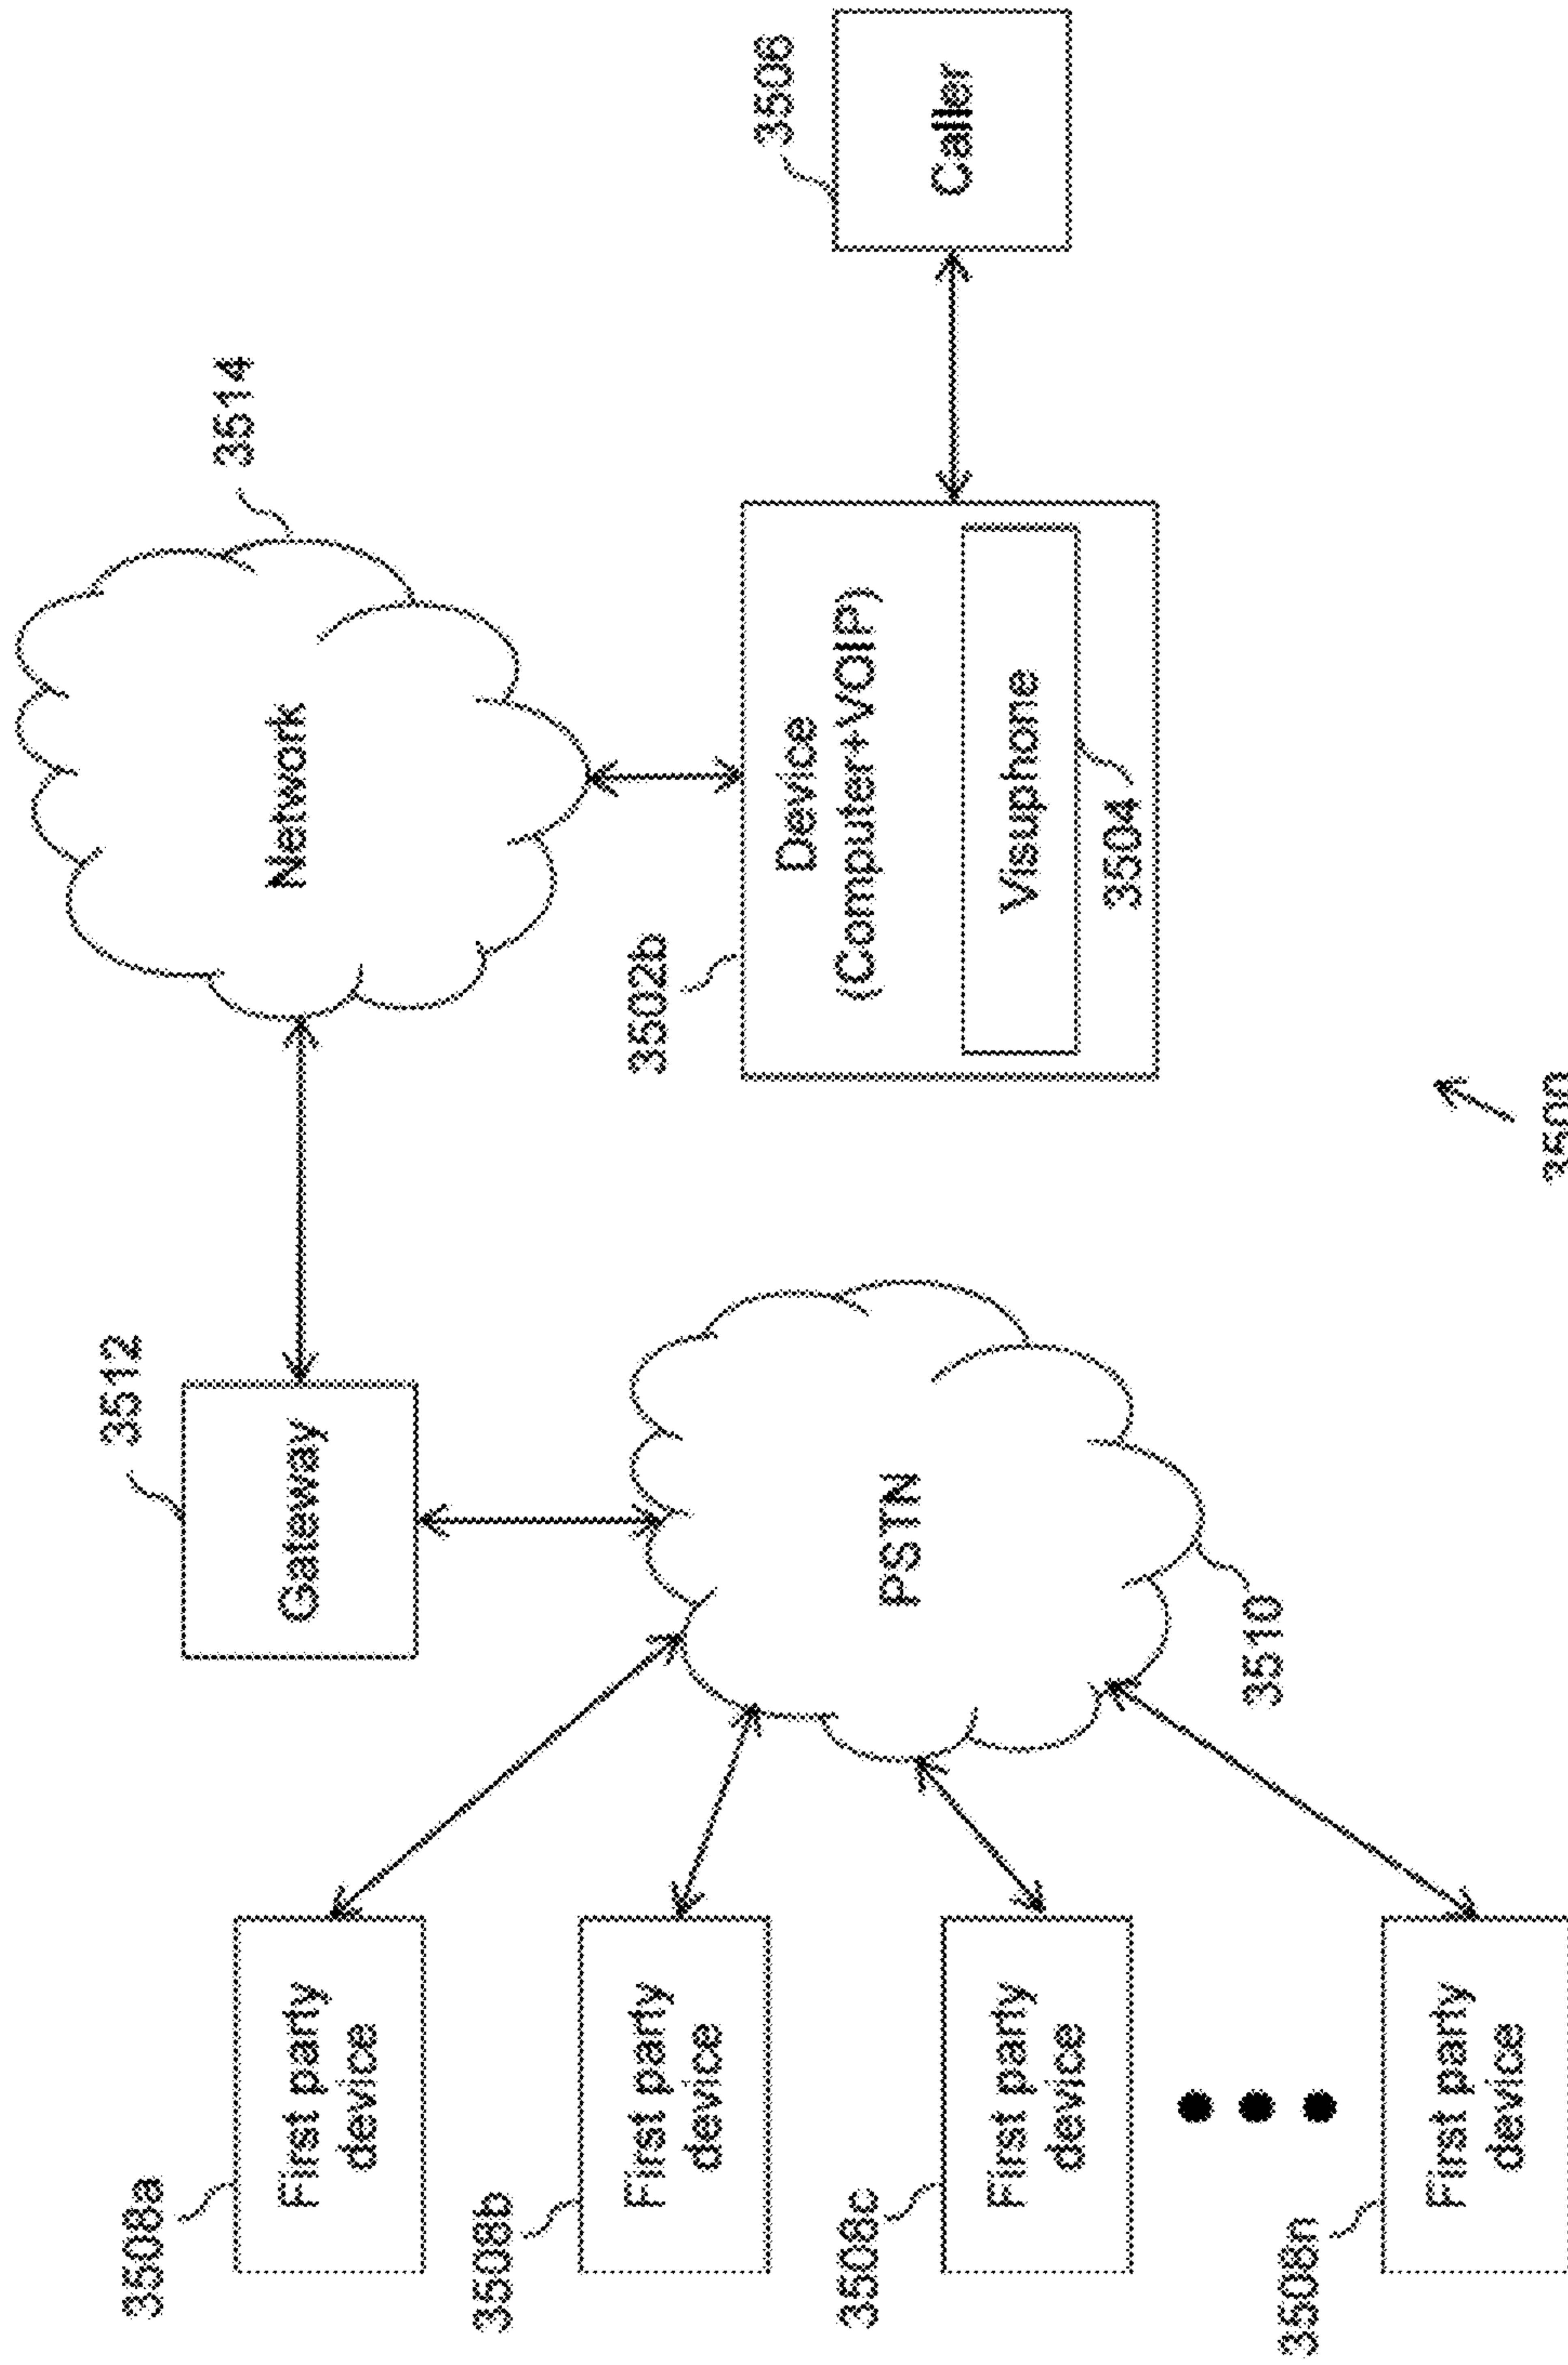 3508a
First party
device
3508b
First party
device
3508c
First party
device
3508n
First party
device
3512
Gateway
PSTN
3510
3514
Network
3502b
Device
(Computer+VOIP)
Visuphone
3504
3506
Caller
3500